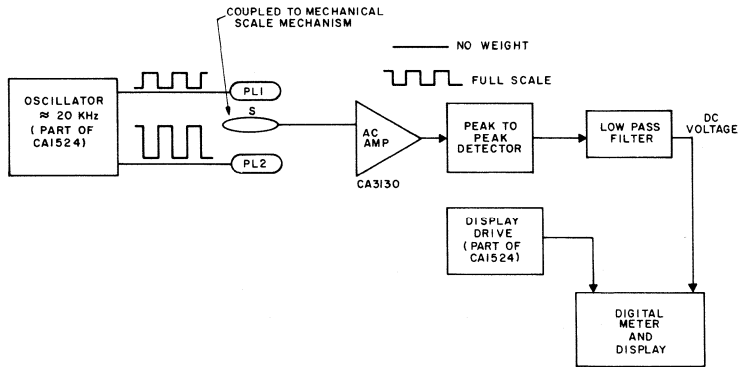 COUPLED TO MECHANICAL
SCALE MECHANISM
NO WEIGHT
FULL SCALE
OSCILLATOR
≈ 20 KHz
(PART OF
CA1524)
PL1
S
PL2
AC
AMP
CA3130
PEAK TO
PEAK
DETECTOR
LOW PASS
FILTER
DC
VOLTAGE
DISPLAY
DRIVE
(PART OF
CA1524)
DIGITAL
METER
AND
DISPLAY